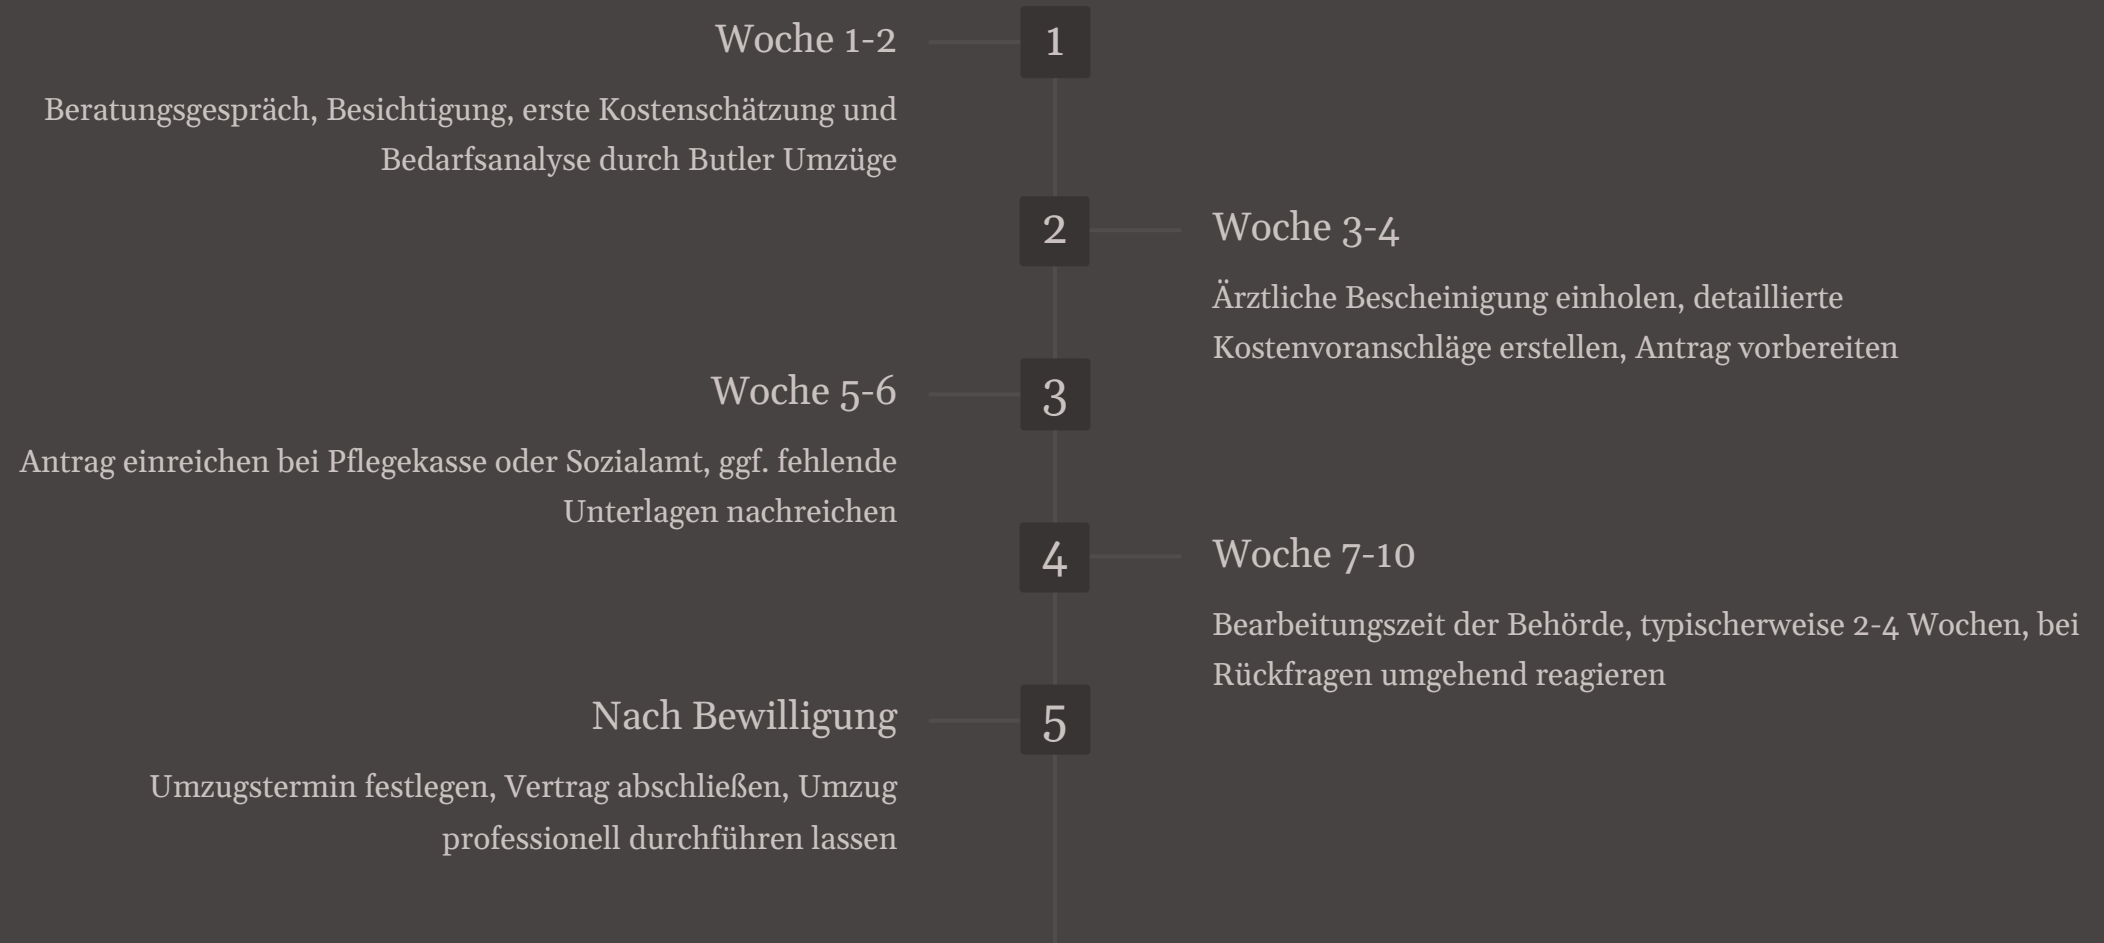 Woche 1-2
1
Beratungsgespräch, Besichtigung, erste Kostenschätzung und
Bedarfsanalyse durch Butler Umzüge
2
Woche 3-4
Ärztliche Bescheinigung einholen, detaillierte
Kostenvoranschläge erstellen, Antrag vorbereiten
Woche 5-6
3
Antrag einreichen bei Pflegekasse oder Sozialamt, ggf. fehlende
Unterlagen nachreichen
4
Woche 7-10
Bearbeitungszeit der Behörde, typischerweise 2-4 Wochen, bei
Rückfragen umgehend reagieren
Nach Bewilligung
5
Umzugstermin festlegen, Vertrag abschließen, Umzug
professionell durchführen lassen